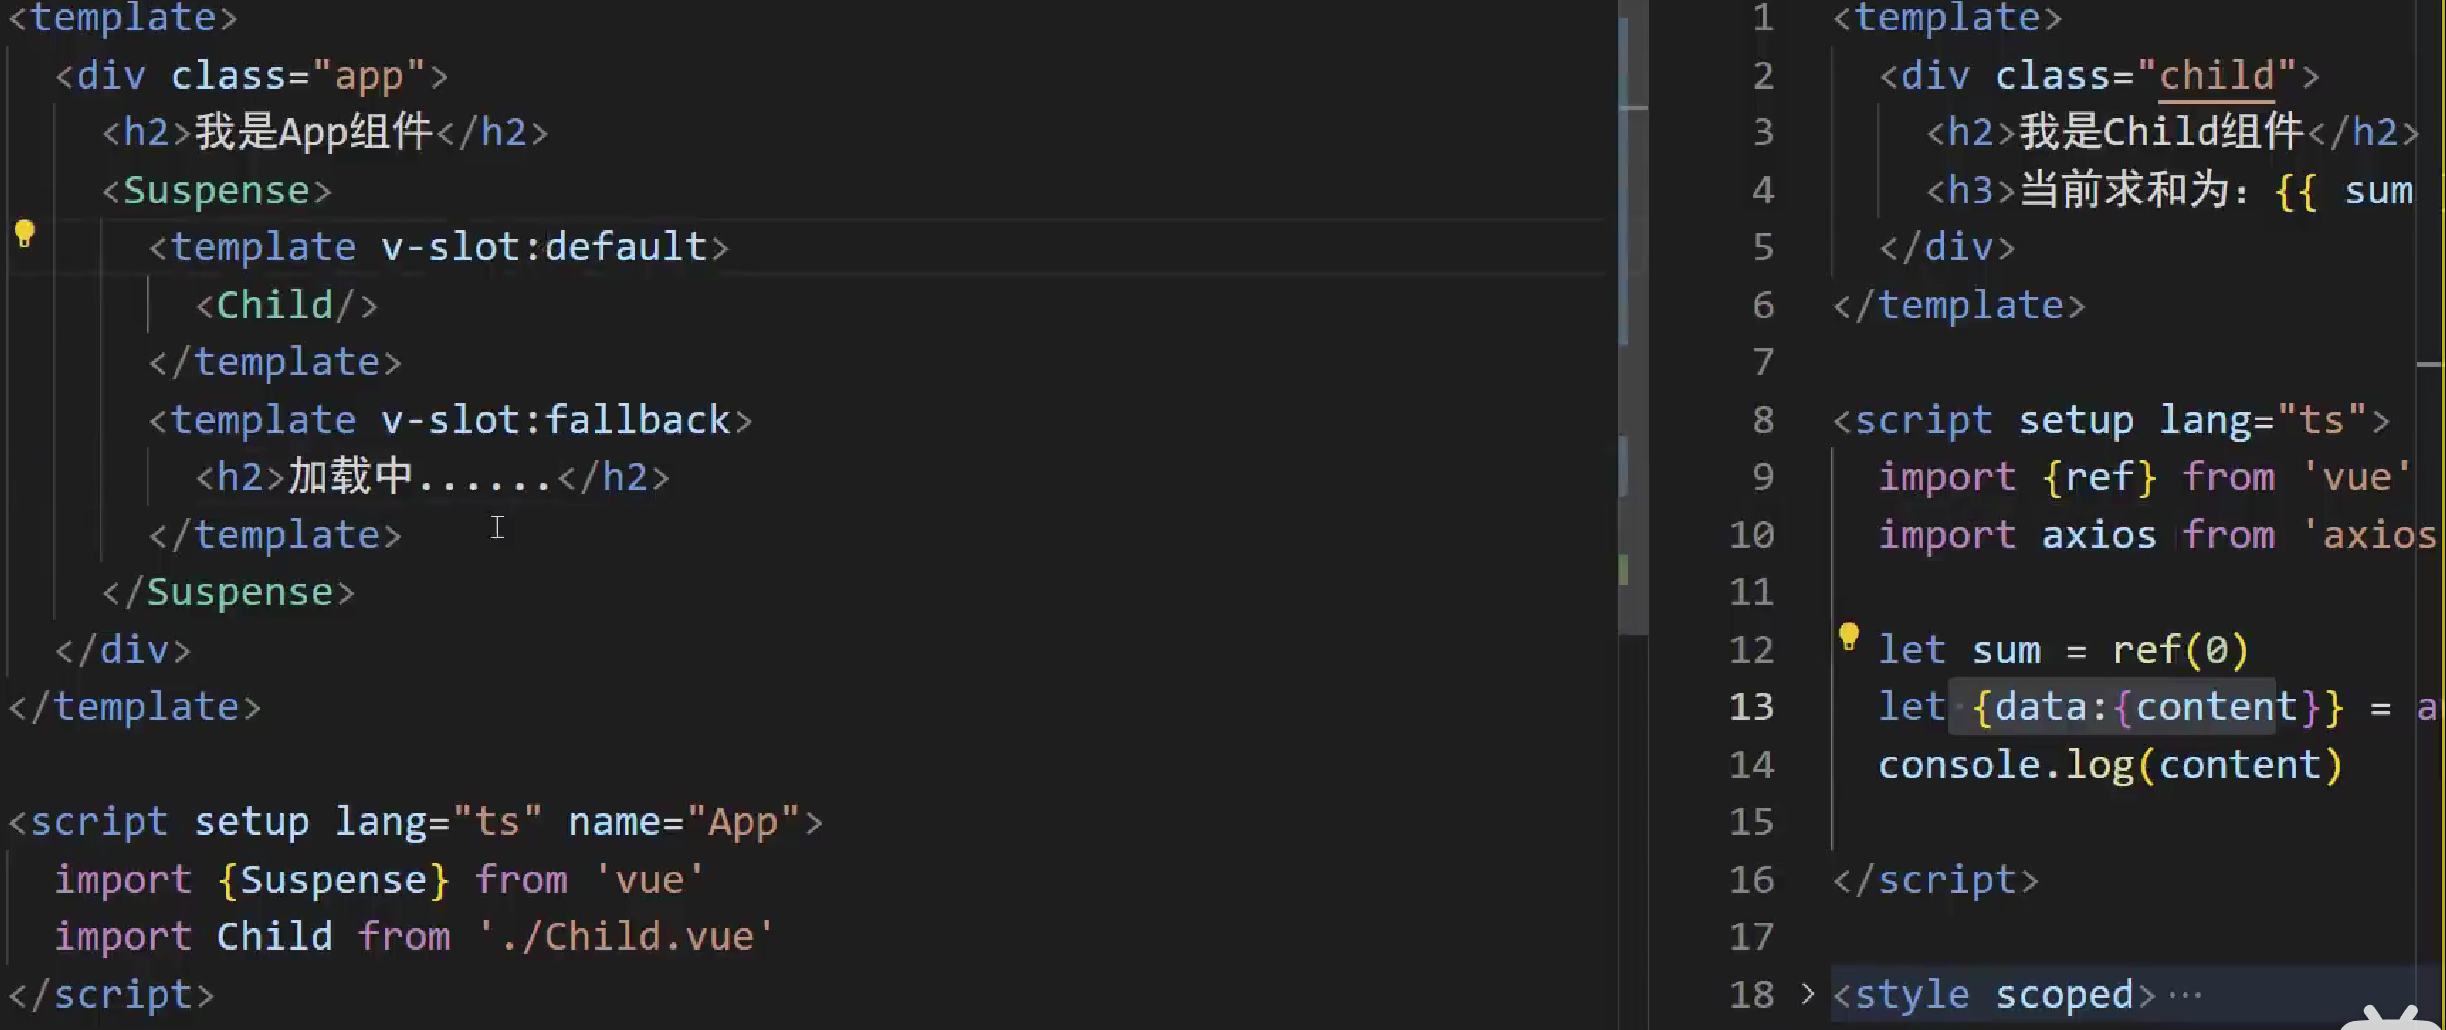 <template>
<div class="app">
<h2>我是App组件</h2>
<Suspense>
<template v-slot:default>
<Child/>
</template>
<template v-slot:fallback>
<h2>加载中......</h2>
</template>
</Suspense>
</div>
</template>
<script setup lang="ts" name="App">
import {Suspense} from 'vue'
import Child from './Child.vue'
</script>
1 <template>
2 <div class="child">
3 <h2>我是Child组件</h2>
4 <h3>当前求和为：{{ sum
5 </div>
6 </template>
7
8 <script setup lang="ts">
9 import {ref} from 'vue'
10 import axios from 'axios
11
12 let sum = ref(0)
13 let {data:{content}} = a
14 console.log(content)
15
16 </script>
17
18 <style scoped>···